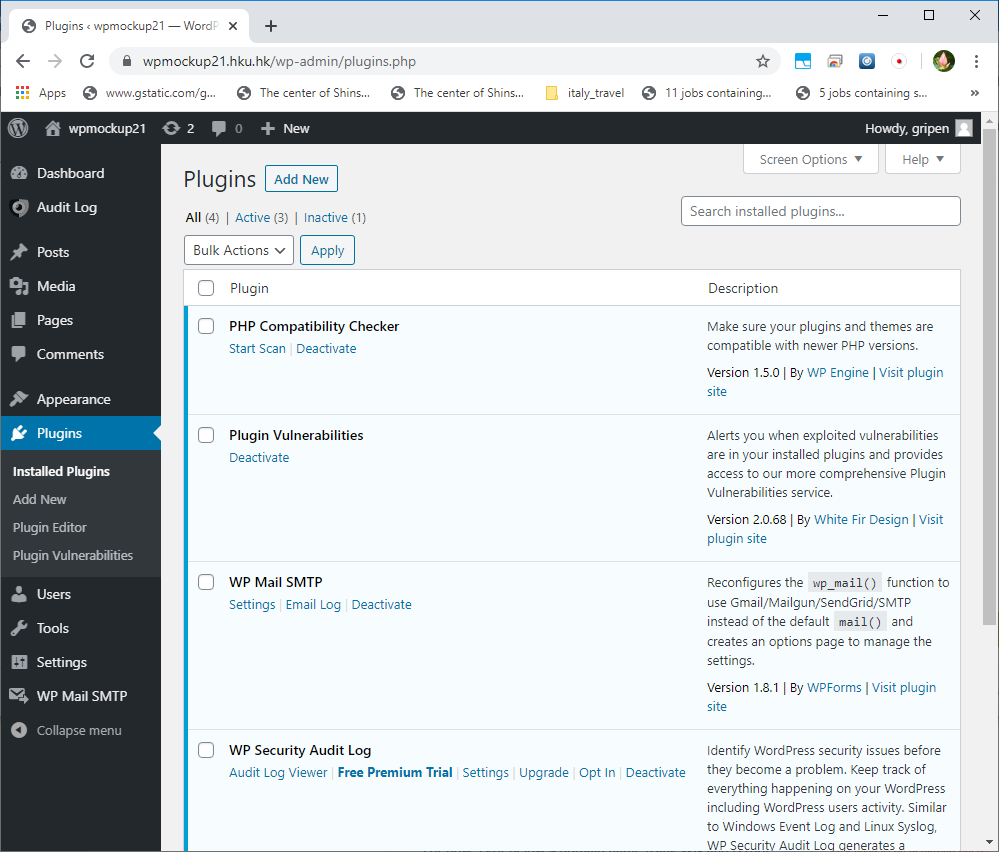 Plugins ‹ wpmockup21 — WordP
wpmockup21.hku.hk/wp-admin/plugins.php
Apps
www.gstatic.com/g...
The center of Shins...
The center of Shins...
italy_travel
11 jobs containing...
5 jobs containing s...
»
wpmockup21
2
0
New
Howdy, gripen
Screen Options ▼
Help ▼
Dashboard
Audit Log
Posts
Media
Pages
Comments
Appearance
Plugins
Installed Plugins
Add New
Plugin Editor
Plugin Vulnerabilities
Users
Tools
Settings
WP Mail SMTP
Collapse menu
Plugins Add New
All (4) | Active (3) | Inactive (1)
Search installed plugins...
Bulk Actions
Apply
Plugin
Description
PHP Compatibility Checker
Start Scan | Deactivate
Make sure your plugins and themes are
compatible with newer PHP versions.
Version 1.5.0 | By WP Engine | Visit plugin
site
Plugin Vulnerabilities
Deactivate
Alerts you when exploited vulnerabilities
are in your installed plugins and provides
access to our more comprehensive Plugin
Vulnerabilities service.
Version 2.0.68 | By White Fir Design | Visit
plugin site
WP Mail SMTP
Settings | Email Log | Deactivate
Reconfigures the wp_mail() function to
use Gmail/Mailgun/SendGrid/SMTP
instead of the default mail() and
creates an options page to manage the
settings.
Version 1.8.1 | By WPForms | Visit plugin
site
WP Security Audit Log
Audit Log Viewer | Free Premium Trial | Settings | Upgrade | Opt In | Deactivate
Identify WordPress security issues before
they become a problem. Keep track of
everything happening on your WordPress
including WordPress users activity. Similar
to Windows Event Log and Linux Syslog,
WP Security Audit Log generates a